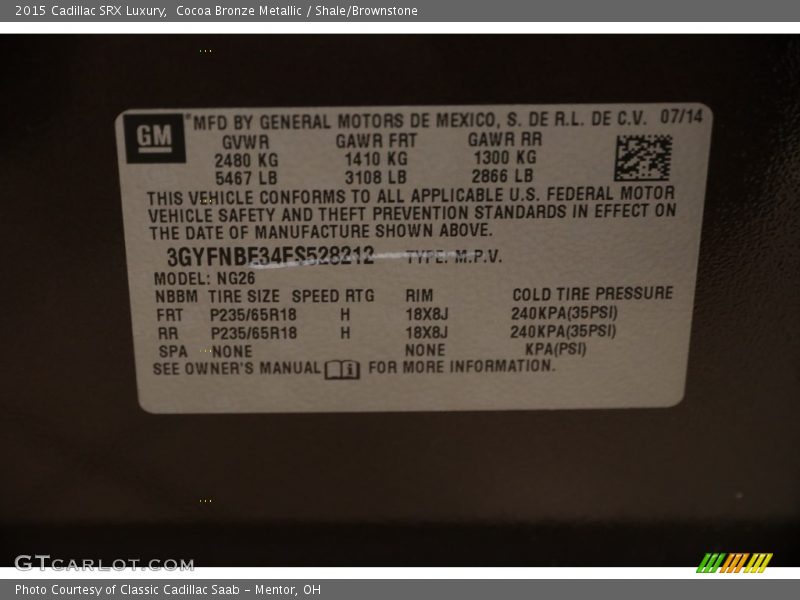 2015 Cadillac SRX Luxury, Cocoa Bronze Metallic / Shale/Brownstone
GM
MFD BY GENERAL MOTORS DE MEXICO, S. DE R.L. DE C.V. 07/14
GVWR GAWR FRT GAWR RR
2480 KG 1410 KG 1300 KG
5467 LB 3108 LB 2866 LB
THIS VEHICLE CONFORMS TO ALL APPLICABLE U.S. FEDERAL MOTOR
VEHICLE SAFETY AND THEFT PREVENTION STANDARDS IN EFFECT ON
THE DATE OF MANUFACTURE SHOWN ABOVE.
3GYFNBE34FS528212 TYPE: M.P.V.
MODEL: NG26
NBBM TIRE SIZE SPEED RTG RIM COLD TIRE PRESSURE
FRT P235/65R18 H 18X8J 240KPA(35PSI)
RR P235/65R18 H 18X8J 240KPA(35PSI)
SPA NONE NONE KPA(PSI)
SEE OWNER'S MANUAL FOR MORE INFORMATION.
GTCARLOT.COM
Photo Courtesy of Classic Cadillac Saab - Mentor, OH